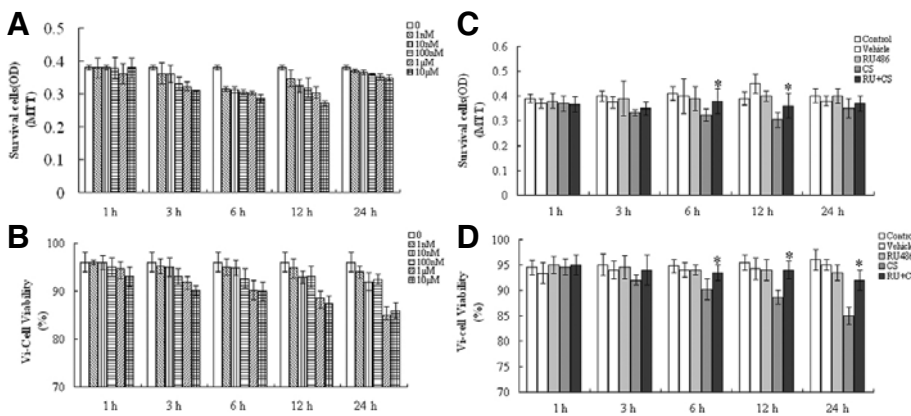 A
0.5
0.4
0.3
0.2
0.1
0
Survival cells(OD)
(MTT)
1 h
3 h
6 h
12 h
24 h
0
1nM
10nM
100nM
1μM
10μM
B
100
90
80
70
Vi-Cell Viability
(%)
1 h
3 h
6 h
12 h
24 h
0
1nM
10nM
100nM
1μM
10μM
C
0.6
0.5
0.4
0.3
0.2
0.1
0
Survival cells(OD)
(MTT)
1 h
3 h
6 h
12 h
24 h
Control
Vehicle
RU486
CS
RU+CS
*
*
D
100
95
90
85
80
75
70
Vi-cell Viability
(%)
1 h
3 h
6 h
12 h
24 h
Control
Vehicle
RU486
CS
RU+CS
*
*
*